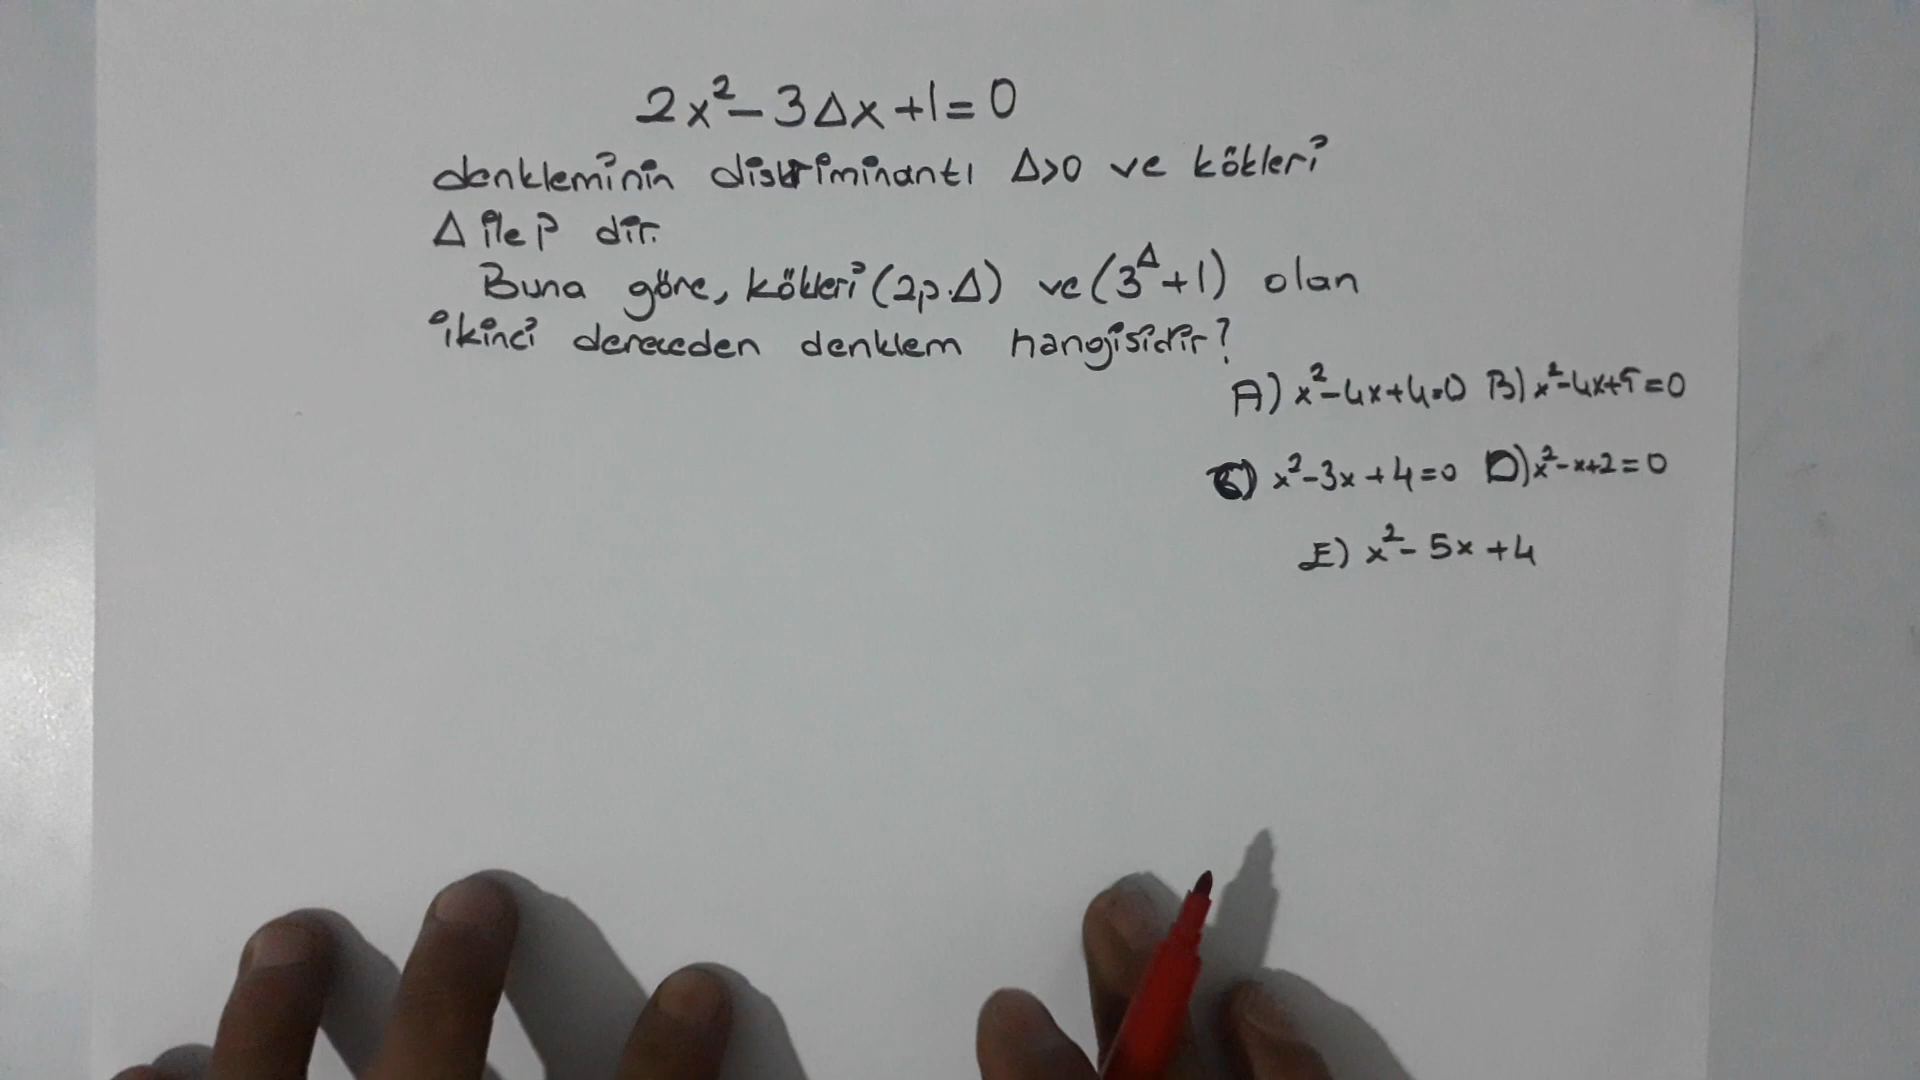 2x² - 3Δx + 1 = 0
denkleminin diskriminantı Δ>0 ve kökleri
Δ ile P dir.
Buna göre, kökleri (2p.Δ) ve (3^Δ + 1) olan
ikinci dereceden denklem hangisidir?
A) x² - 4x + 4 = 0 B) x² - 4x + 5 = 0
C) x² - 3x + 4 = 0 D) x² - x + 2 = 0
E) x² - 5x + 4